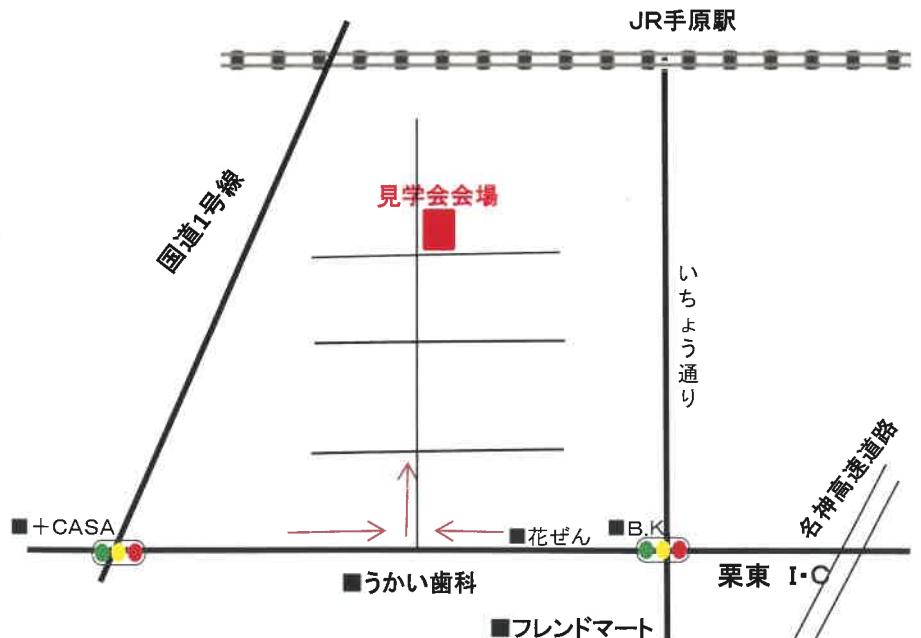 JR手原駅
国道1号線
見学会会場
いちょう通り
名神高速道路
■+CASA
■花ぜん
■B.K
栗東 I・C
■うかい歯科
■フレンドマート